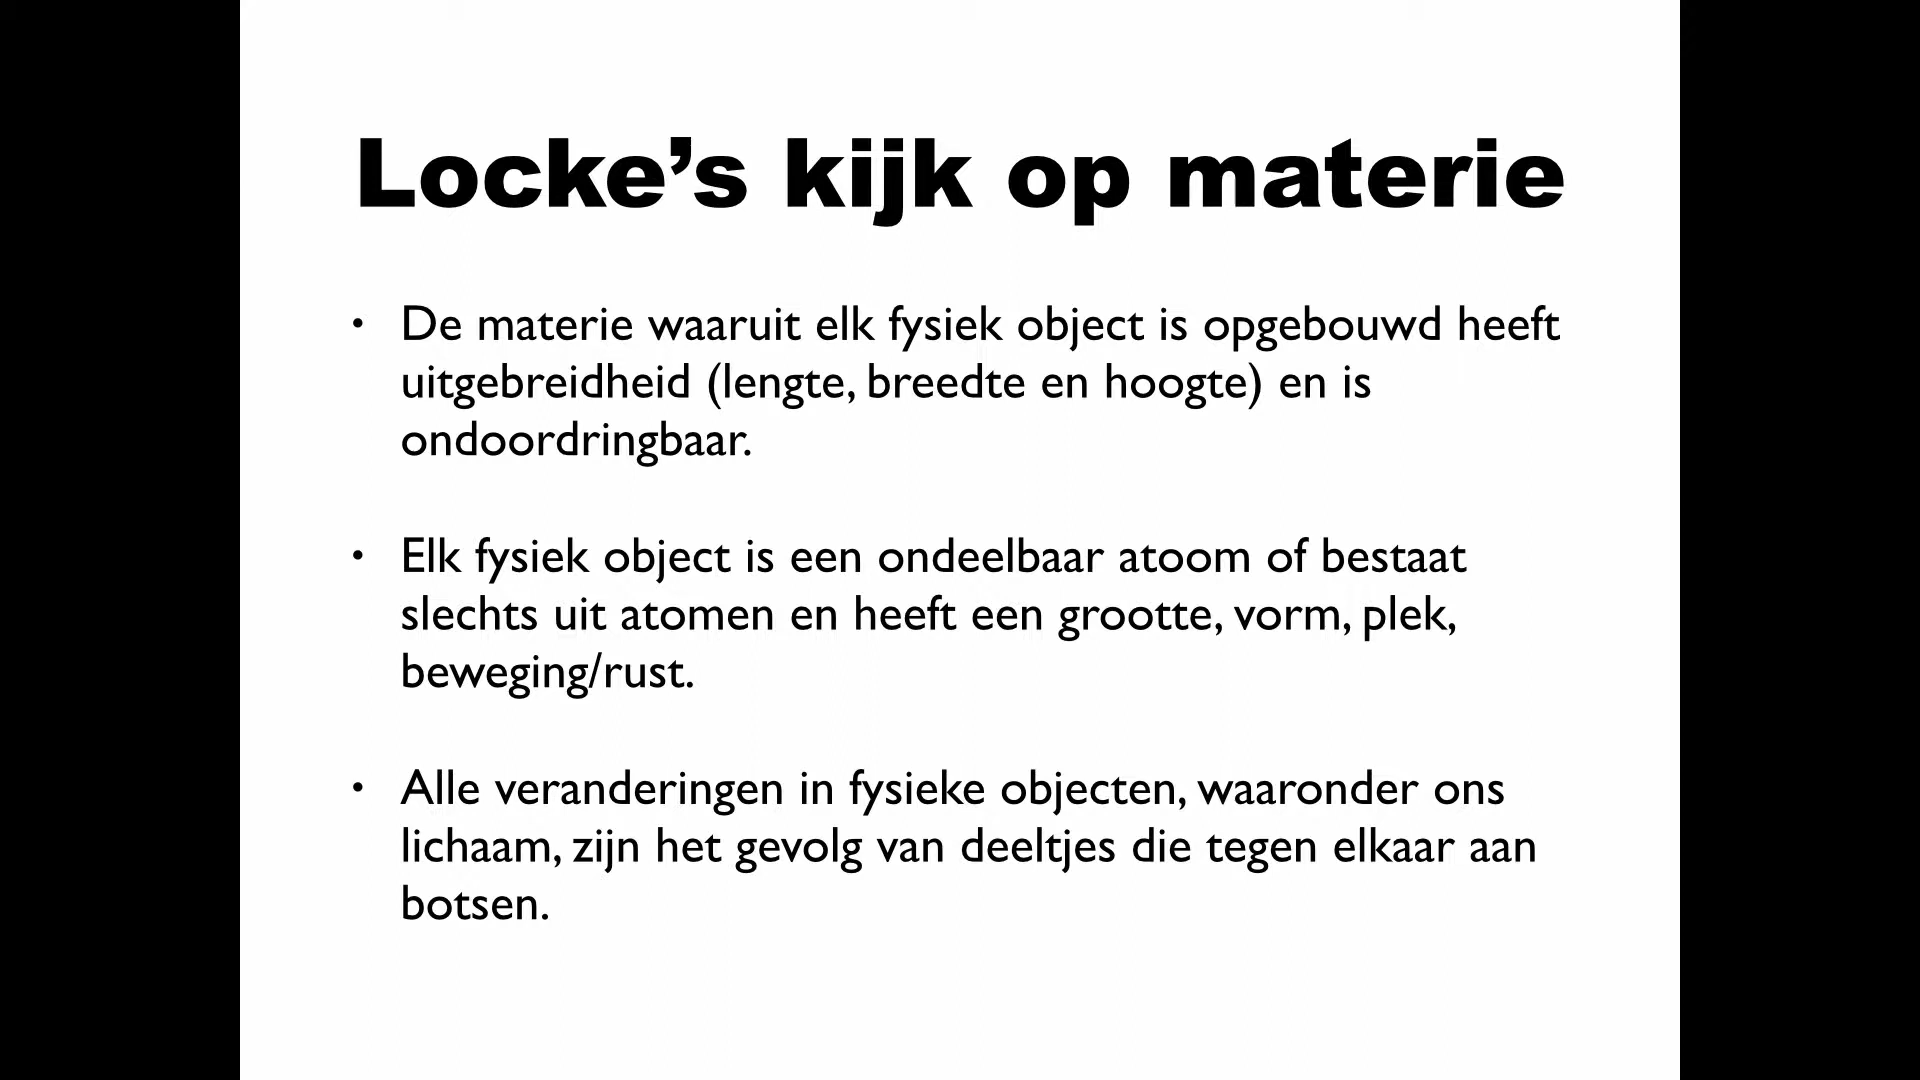 Locke’s kijk op materie
• De materie waaruit elk fysiek object is opgebouwd heeft
uitgebreidheid (lengte, breedte en hoogte) en is
ondoordringbaar.
• Elk fysiek object is een ondeelbaar atoom of bestaat
slechts uit atomen en heeft een grootte, vorm, plek,
beweging/rust.
• Alle veranderingen in fysieke objecten, waaronder ons
lichaam, zijn het gevolg van deeltjes die tegen elkaar aan
botsen.